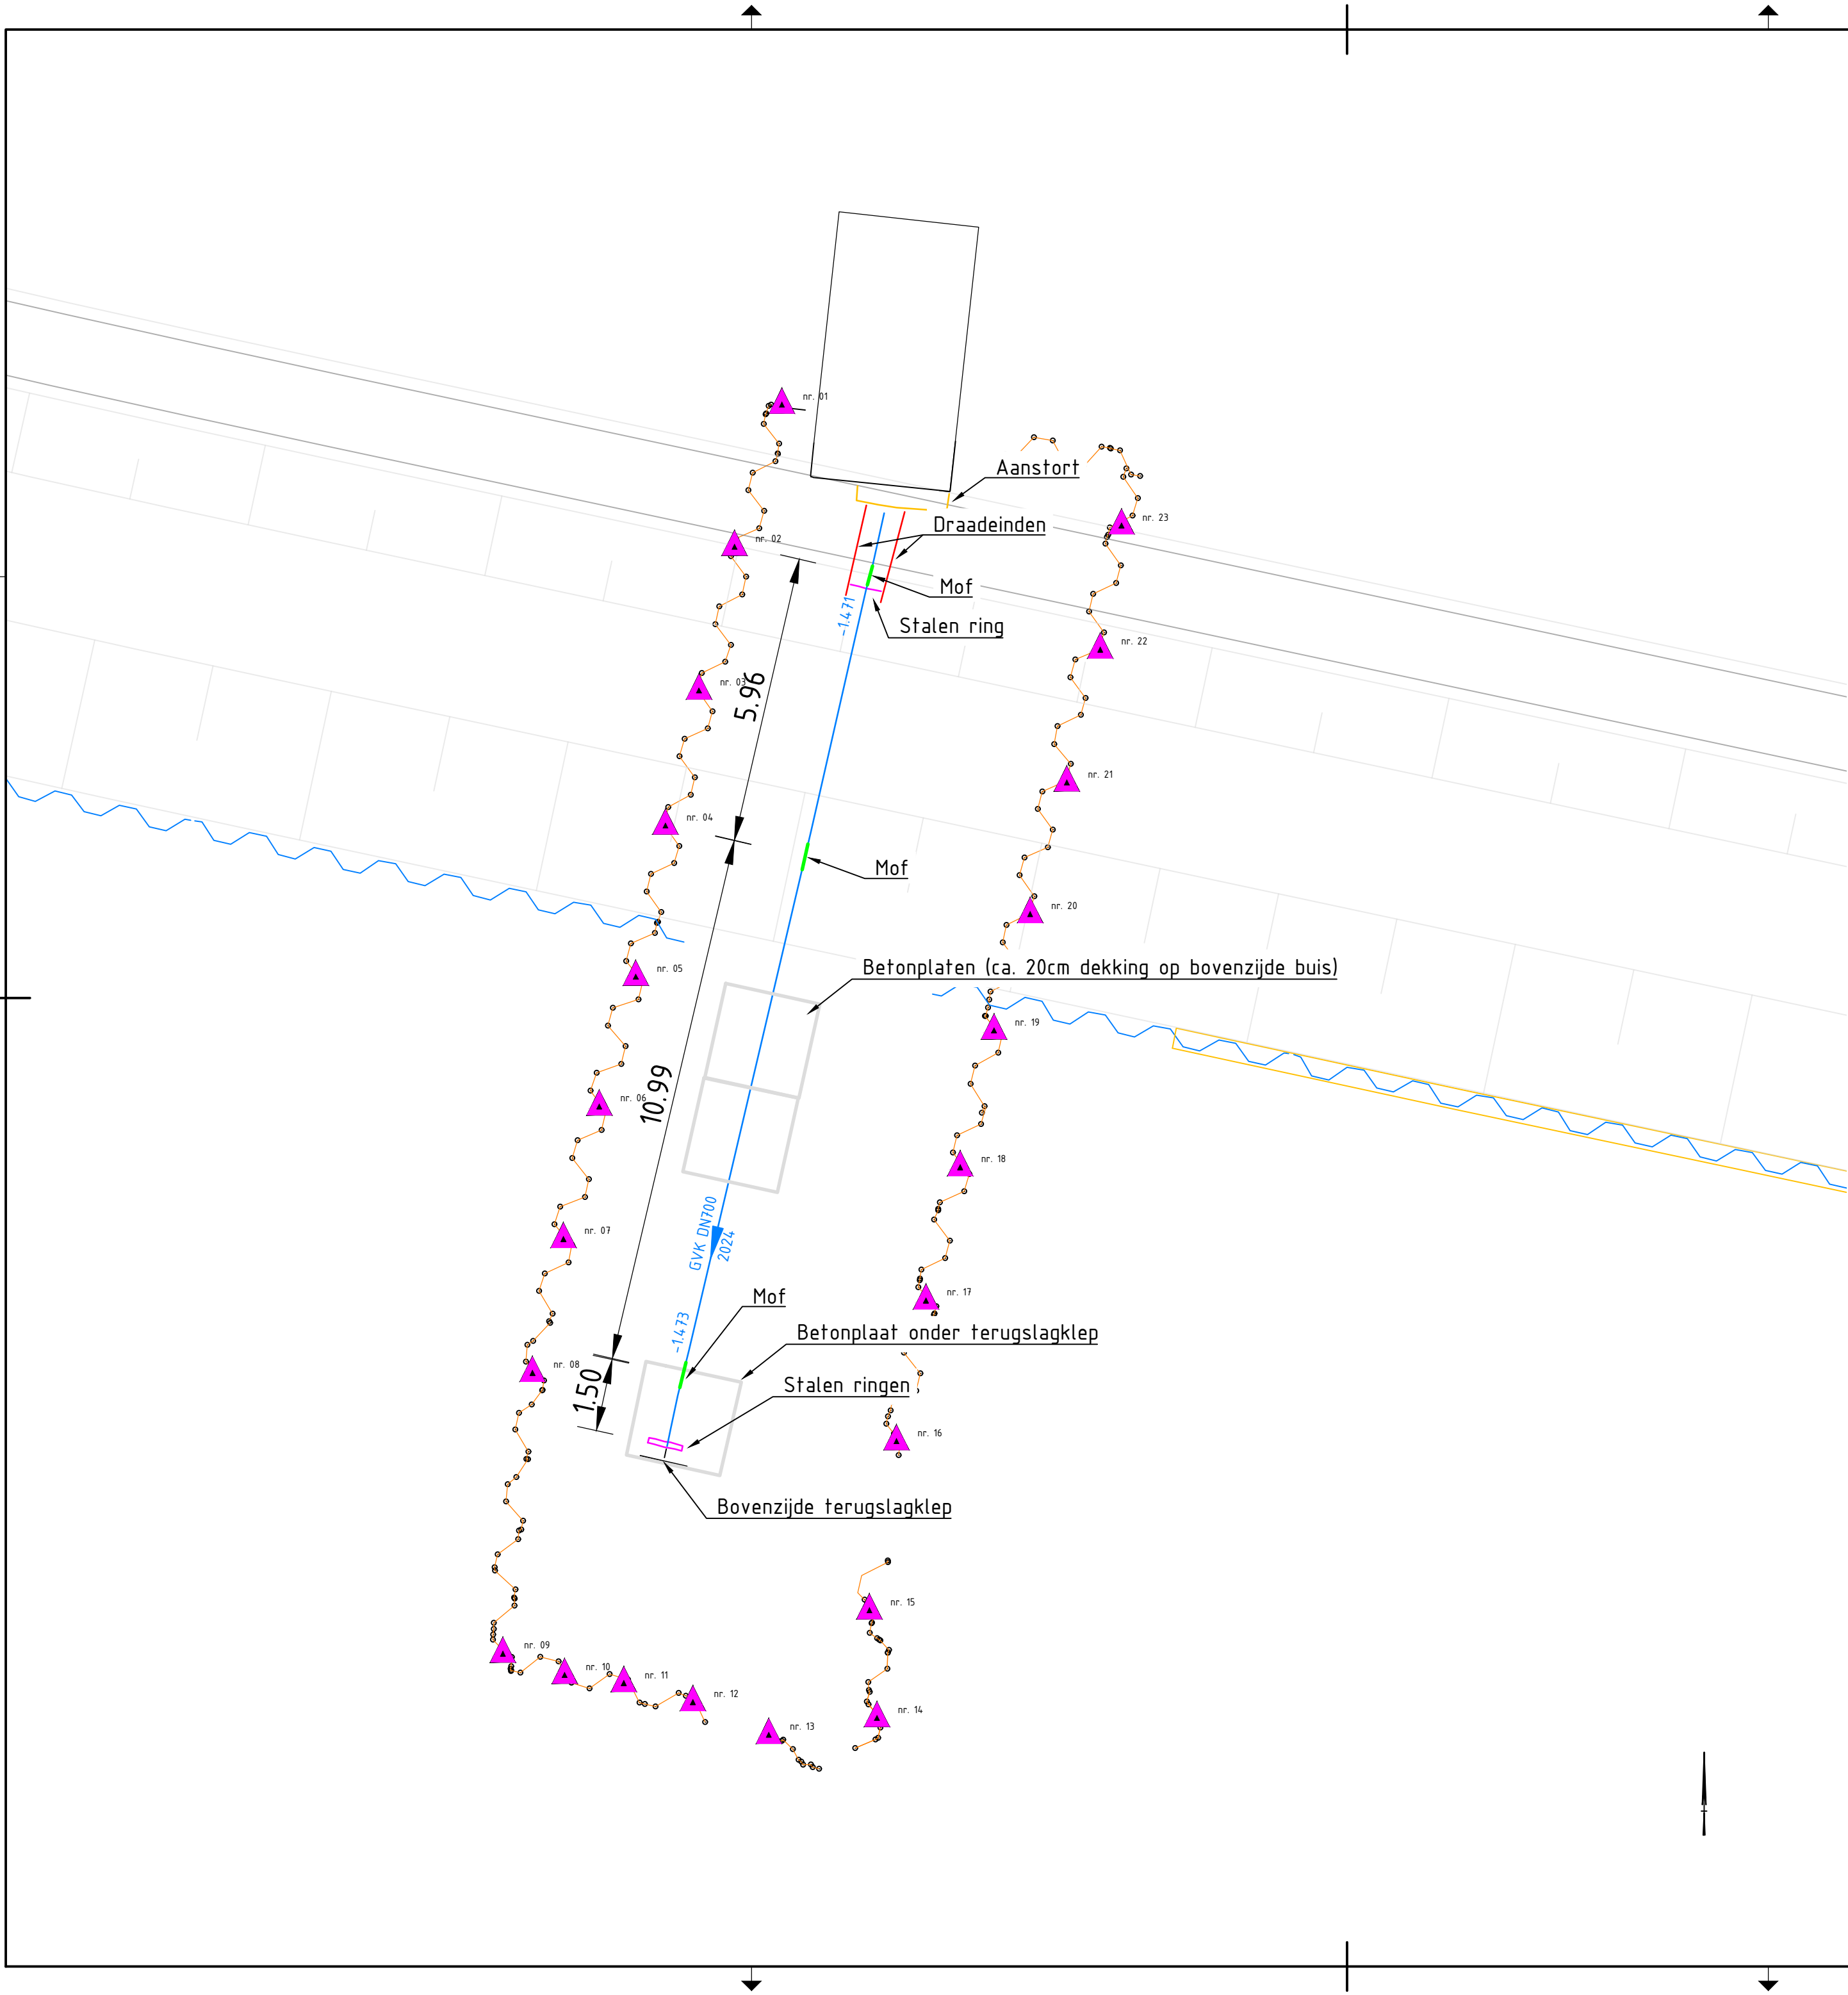 nr. 01
Aanstort
nr. 23
Draadeinden
nr. 02
Mof
-1.471
Stalen ring
nr. 22
nr. 03
5.96
nr. 21
nr. 04
Mof
nr. 20
nr. 05
Betonplaten (ca. 20cm dekking op bovenzijde buis)
nr. 19
nr. 06
10.99
nr. 18
nr. 07
GVK DN700
2024
nr. 17
Mof
-1.473
Betonplaat onder terugslagklep
nr. 08
1.50
Stalen ringen
nr. 16
Bovenzijde terugslagklep
nr. 15
nr. 09
nr. 10
nr. 11
nr. 12
nr. 14
nr. 13